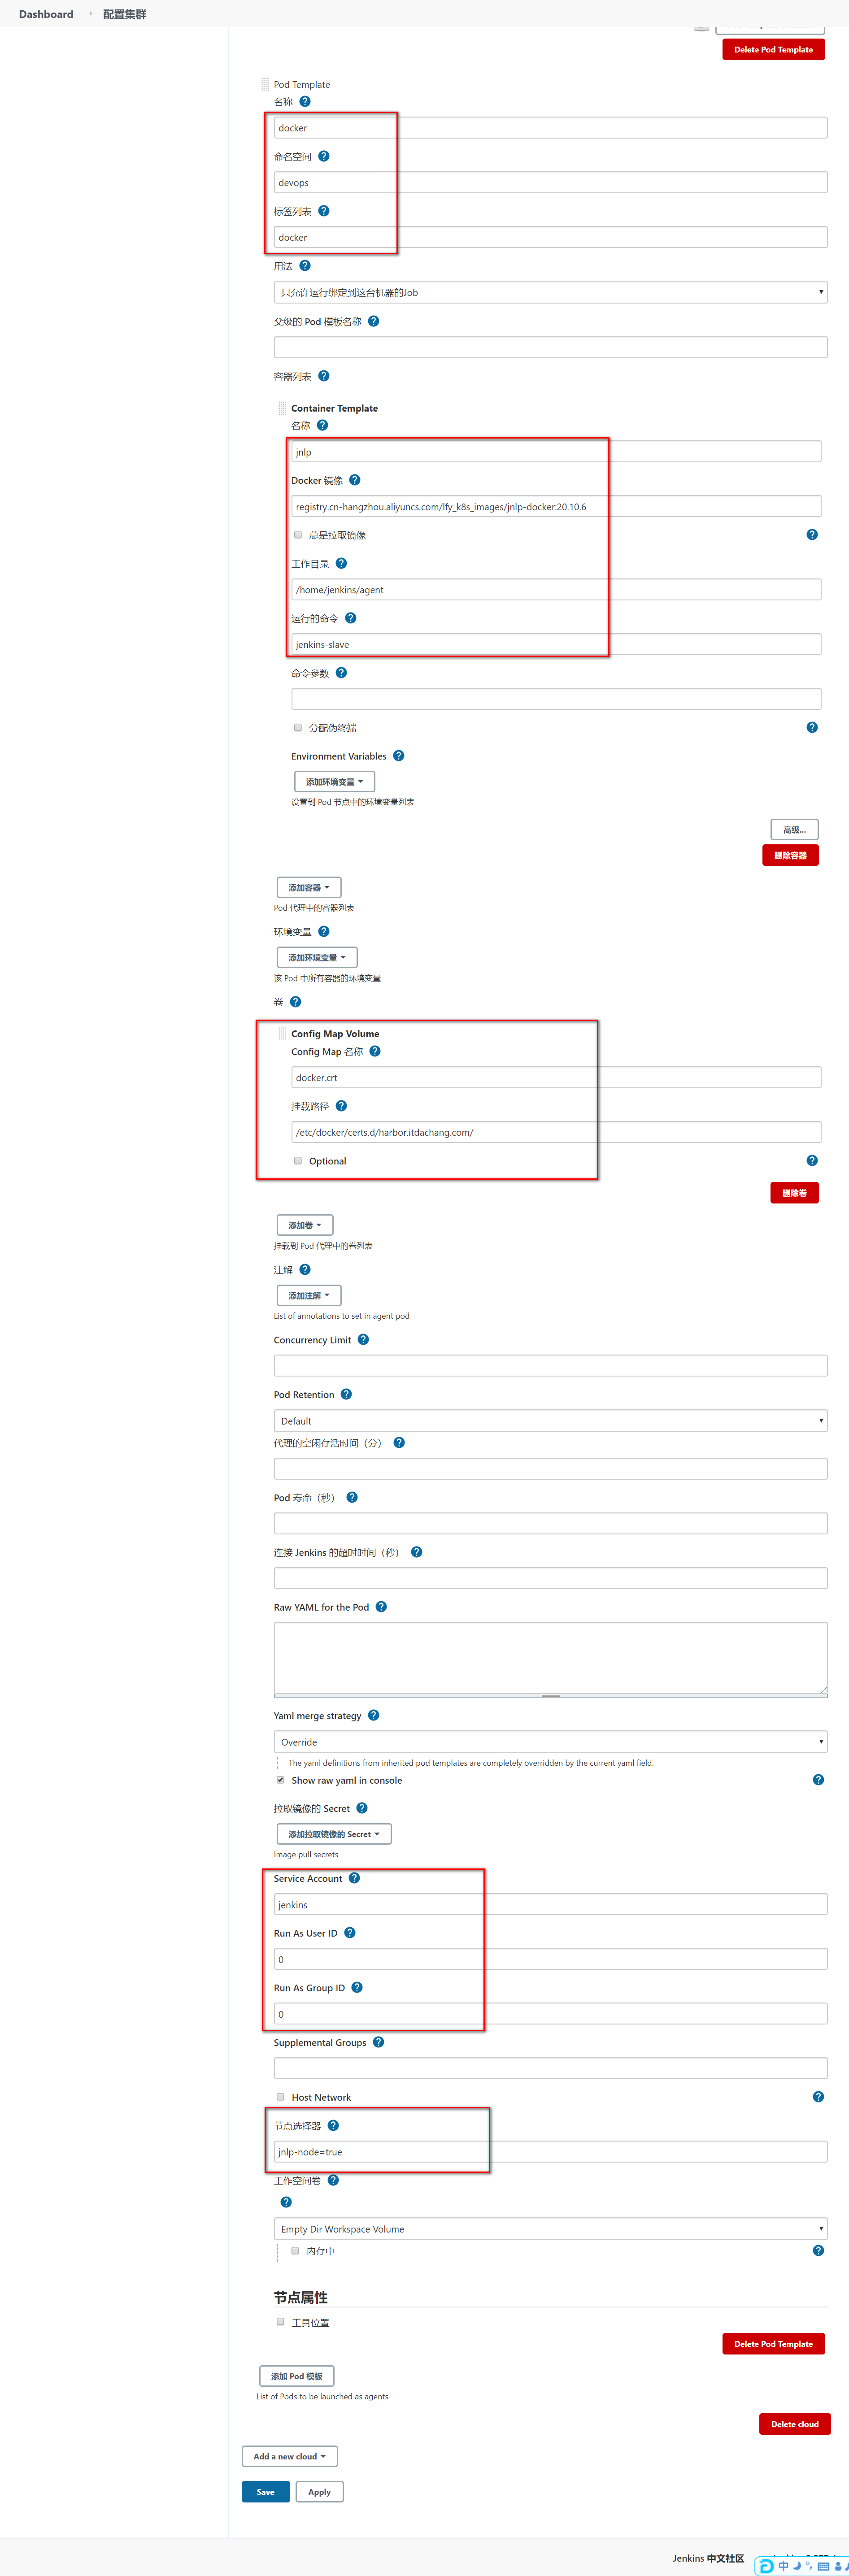 Dashboard
配置集群
Delete Pod Template
Pod Template
名称
docker
命名空间
devops
标签列表
docker
用法
只允许运行绑定到这台机器的Job
父级的 Pod 模板名称
容器列表
Container Template
名称
jnlp
Docker 镜像
registry.cn-hangzhou.aliyuncs.com/lfy_k8s_images/jnlp-docker:20.10.6
总是拉取镜像
工作目录
/home/jenkins/agent
运行的命令
jenkins-slave
命令参数
分配伪终端
Environment Variables
添加环境变量
设置到 Pod 节点中的环境变量列表
高级...
删除容器
添加容器
Pod 代理中的容器列表
环境变量
添加环境变量
该 Pod 中所有容器的环境变量
卷
Config Map Volume
Config Map 名称
docker.crt
挂载路径
/etc/docker/certs.d/harbor.itdachang.com/
Optional
删除卷
添加卷
挂载到 Pod 代理中的卷列表
注解
添加注解
List of annotations to set in agent pod
Concurrency Limit
Pod Retention
Default
代理的空闲存活时间（分）
Pod 寿命（秒）
连接 Jenkins 的超时时间（秒）
Raw YAML for the Pod
Yaml merge strategy
Override
The yaml definitions from inherited pod templates are completely overridden by the current yaml field.
Show raw yaml in console
拉取镜像的 Secret
添加拉取镜像的 Secret
Image pull secrets
Service Account
jenkins
Run As User ID
0
Run As Group ID
0
Supplemental Groups
Host Network
节点选择器
jnlp-node=true
工作空间卷
Empty Dir Workspace Volume
内存中
节点属性
工具位置
Delete Pod Template
添加 Pod 模板
List of Pods to be launched as agents
Delete cloud
Add a new cloud
Save
Apply
Jenkins 中文社区
中